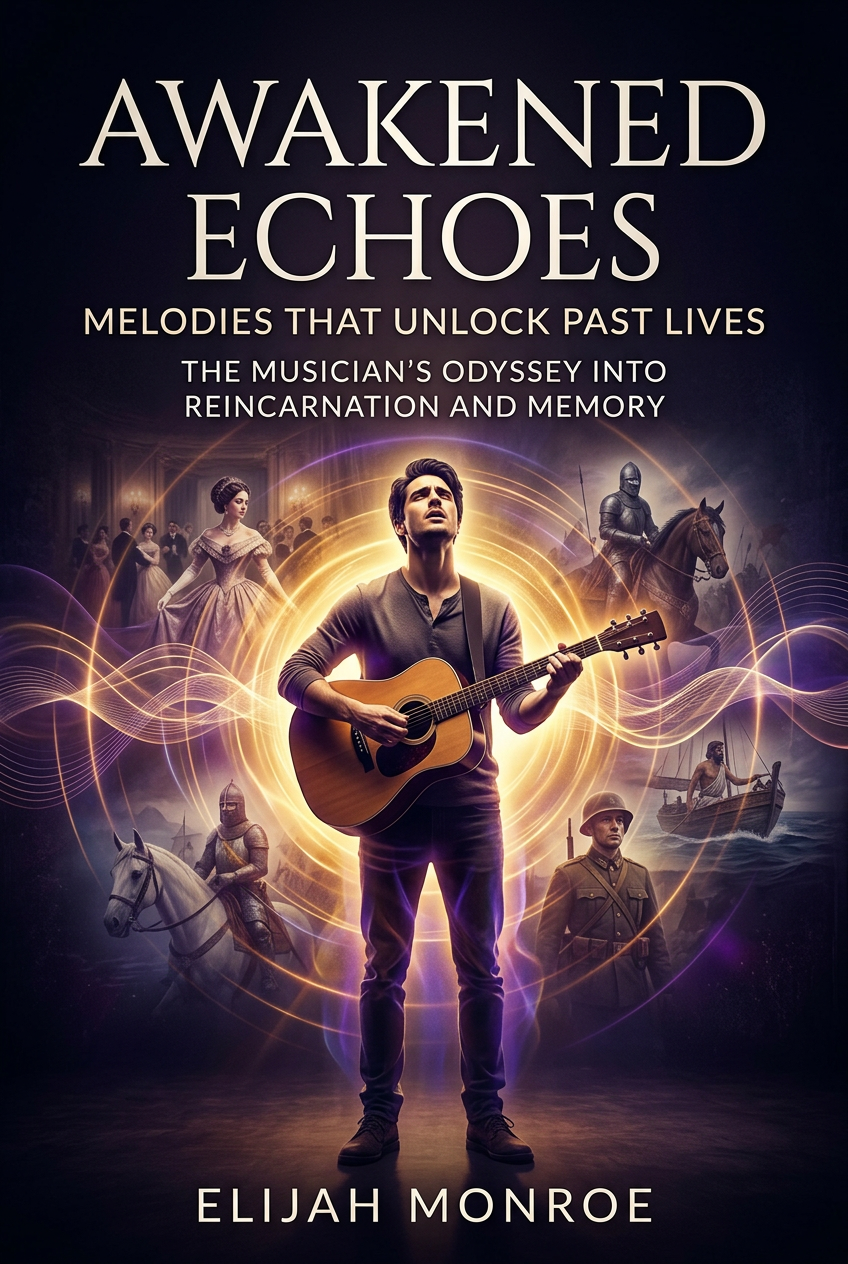 AWAKENED
ECHOES
MELODIES THAT UNLOCK PAST LIVES
THE MUSICIAN’S ODYSSEY INTO
REINCARNATION AND MEMORY
ELIJAH MONROE